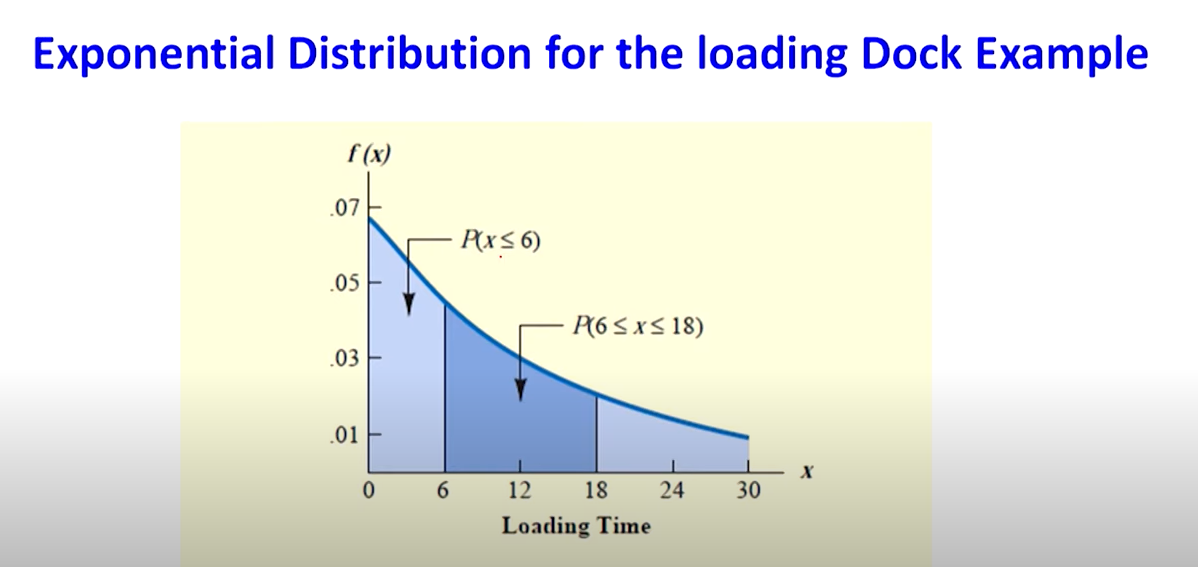 Exponential Distribution for the loading Dock Example
f (x)
.07
P(x ≤ 6)
.05
P(6 ≤ x ≤ 18)
.03
.01
x
0 6 12 18 24 30
Loading Time